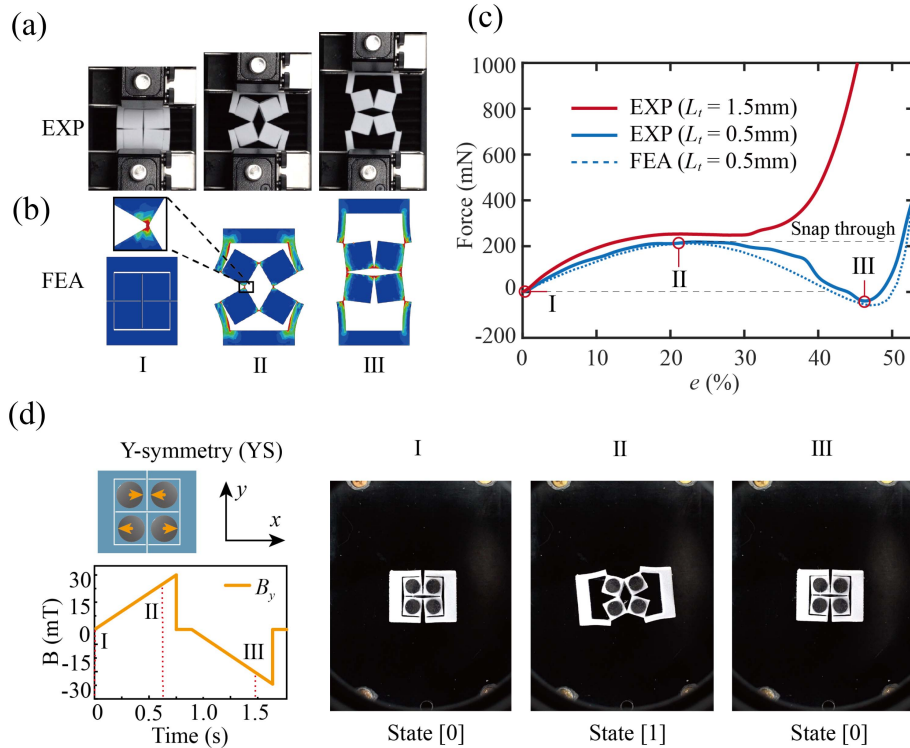 (a)
EXP
(b)
FEA
I
II
III
(c)
Force (mN)
1000
800
600
400
200
0
-200
EXP (Lt = 1.5mm)
EXP (Lt = 0.5mm)
FEA (Lt = 0.5mm)
Snap through
I
II
III
0
10
20
30
40
50
e (%)
(d)
Y-symmetry (YS)
y
x
B (mT)
30
15
0
-15
-30
By
I
II
III
0
0.5
1.5
Time (s)
I
II
III
State [0]
State [1]
State [0]